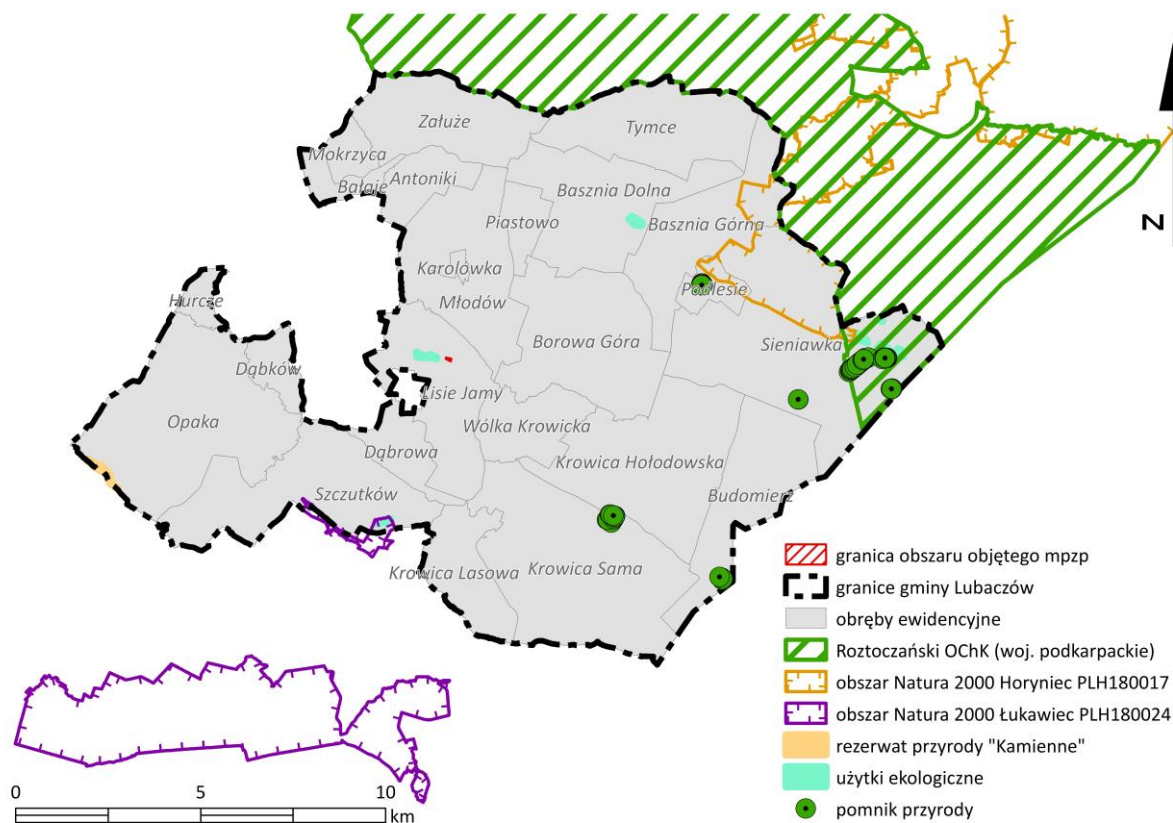 Załuże
Tymce
Mokrzyca
Antoniki
Bałaje
Basznia Dolna
Piastowo
Basznia Górna
N
Karolówka
Podlesie
Hurcze
Młodów
Borowa Góra
Sieniawka
Dąbków
Lisie Jamy
Opaka
Wólka Krowicka
Dąbrowa
Krowica Hołodowska
Szczutków
Budomierz
Krowica Lasowa
Krowica Sama
granica obszaru objętego mpzp
granice gminy Lubaczów
obręby ewidencyjne
Roztoczański OChK (woj. podkarpackie)
obszar Natura 2000 Horyniec PLH180017
obszar Natura 2000 Łukawiec PLH180024
rezerwat przyrody "Kamienne"
użytki ekologiczne
pomnik przyrody
0 5 10
km